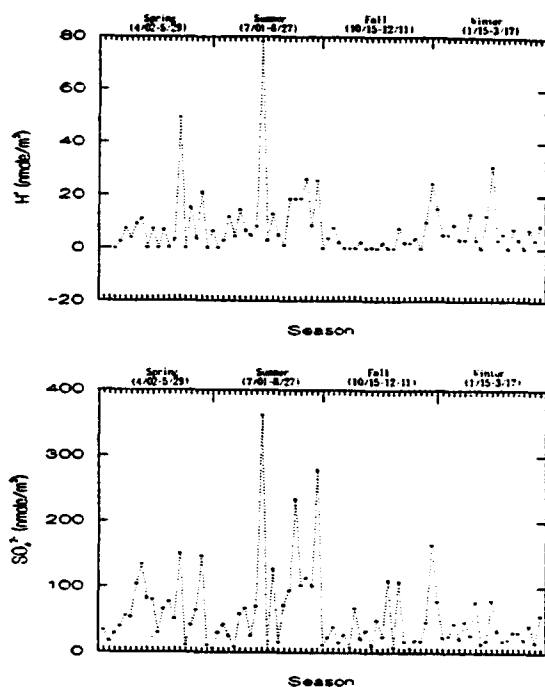 Spring Summer Fall Winter
(4/02-5/29) (7/01-8/27) (10/15-12/11) (1/15-3/17)
80
60
40
20
0
-20
H⁺ (nmole/m³)
Season
Spring Summer Fall Winter
(4/02-5/29) (7/01-8/27) (10/15-12-11) (1/15-3/17)
400
300
200
100
0
SO₄²⁻ (nmole/m³)
Season